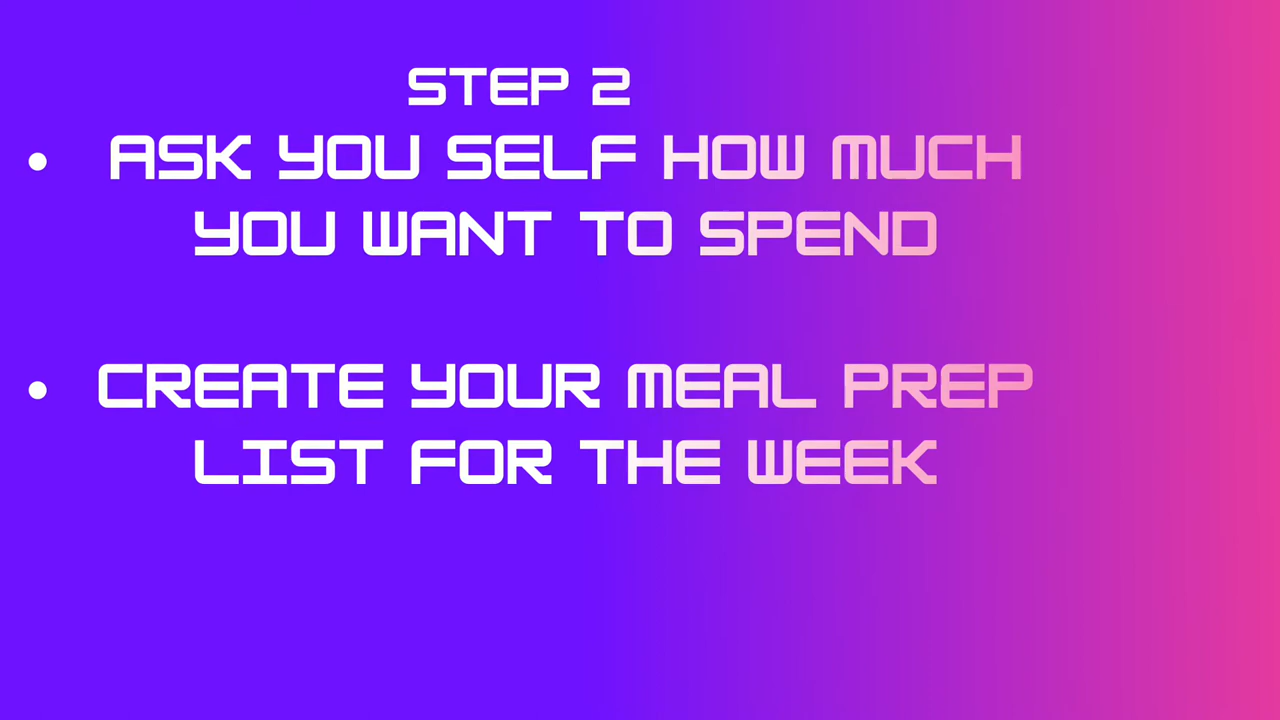 STEP 2
• ASK YOU SELF HOW MUCH
YOU WANT TO SPEND
• CREATE YOUR MEAL PREP
LIST FOR THE WEEK